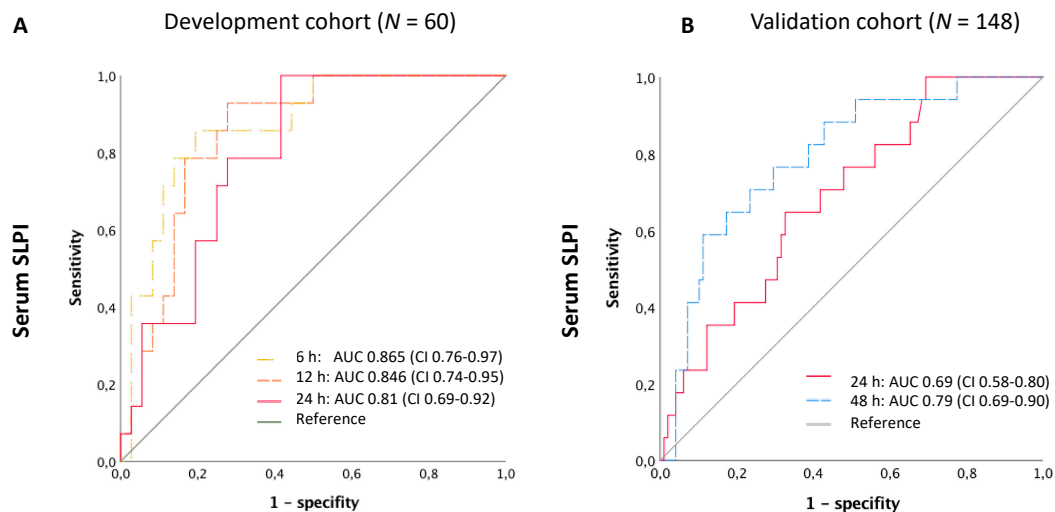 A
Development cohort (N = 60)
Serum SLPI
Sensitivity
1,0
0,8
0,6
0,4
0,2
0,0
6 h: AUC 0.865 (CI 0.76-0.97)
12 h: AUC 0.846 (CI 0.74-0.95)
24 h: AUC 0.81 (CI 0.69-0.92)
Reference
0,0 0,2 0,4 0,6 0,8 1,0
1 – specifity
B
Validation cohort (N = 148)
Serum SLPI
Sensitivity
1,0
0,8
0,6
0,4
0,2
0,0
24 h: AUC 0.69 (CI 0.58-0.80)
48 h: AUC 0.79 (CI 0.69-0.90)
Reference
0,0 0,2 0,4 0,6 0,8 1,0
1 – specifity